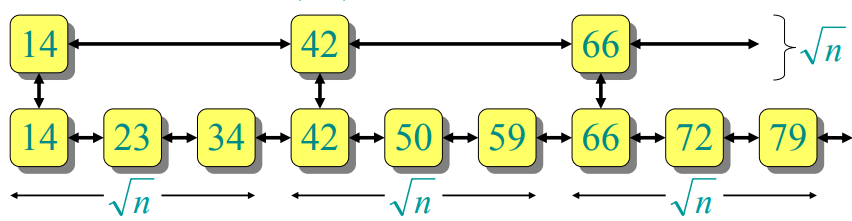 14 42 66 √n
14 23 34 42 50 59 66 72 79
√n √n √n